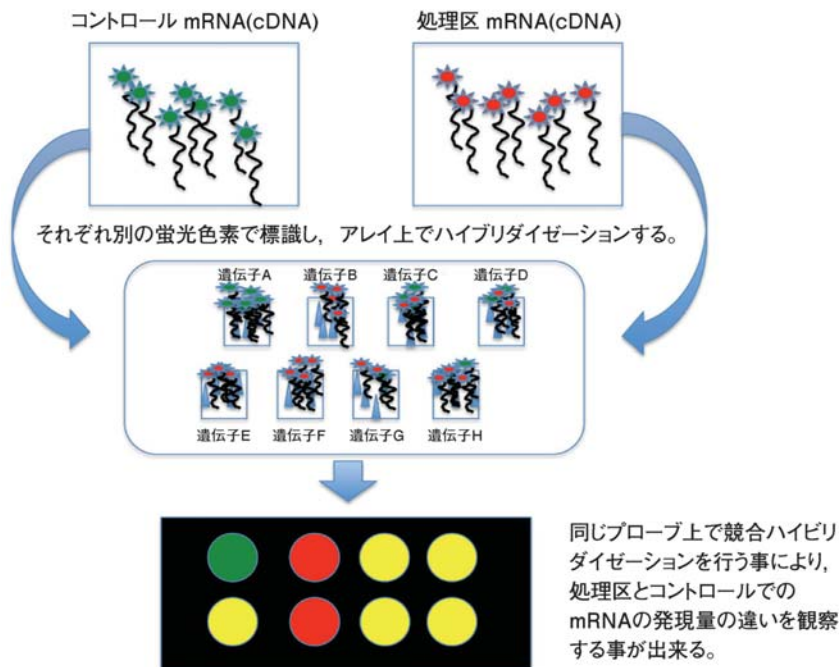 コントロール mRNA(cDNA)
処理区 mRNA(cDNA)
それぞれ別の蛍光色素で標識し，アレイ上でハイブリダイゼーションする。
遺伝子A
遺伝子B
遺伝子C
遺伝子D
遺伝子E
遺伝子F
遺伝子G
遺伝子H
同じプローブ上で競合ハイビリ
ダイゼーションを行う事により，
処理区とコントロールでの
mRNAの発現量の違いを観察
する事が出来る。